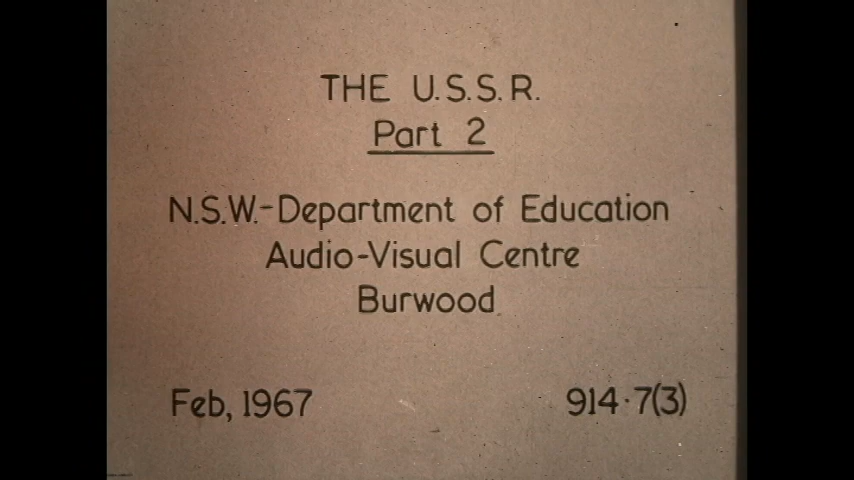 THE U.S.S.R.
Part 2
N.S.W.-Department of Education
Audio-Visual Centre
Burwood
Feb, 1967
914·7(3)